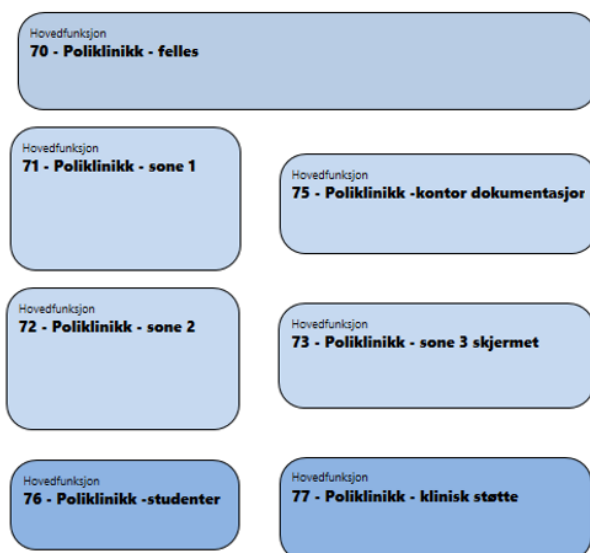 Hovedfunksjon
70 - Poliklinikk - felles
Hovedfunksjon
71 - Poliklinikk - sone 1
Hovedfunksjon
75 - Poliklinikk -kontor dokumentasjon
Hovedfunksjon
72 - Poliklinikk - sone 2
Hovedfunksjon
73 - Poliklinikk - sone 3 skjermet
Hovedfunksjon
76 - Poliklinikk -studenter
Hovedfunksjon
77 - Poliklinikk - klinisk støtte